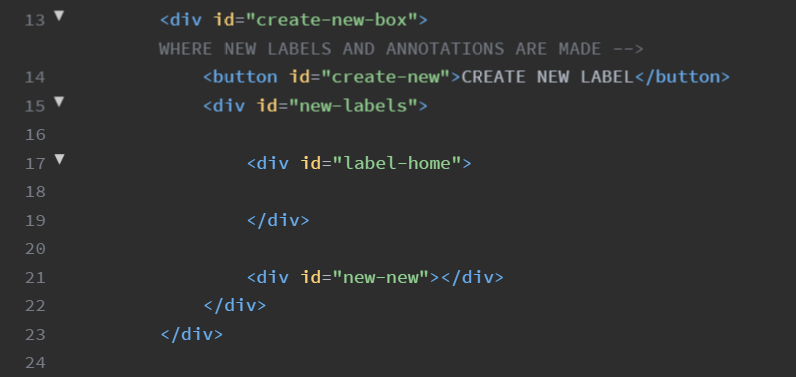 13 <div id="create-new-box">
WHERE NEW LABELS AND ANNOTATIONS ARE MADE -->
14 <button id="create-new">CREATE NEW LABEL</button>
15 <div id="new-labels">
16
17 <div id="label-home">
18
19 </div>
20
21 <div id="new-new"></div>
22 </div>
23 </div>
24